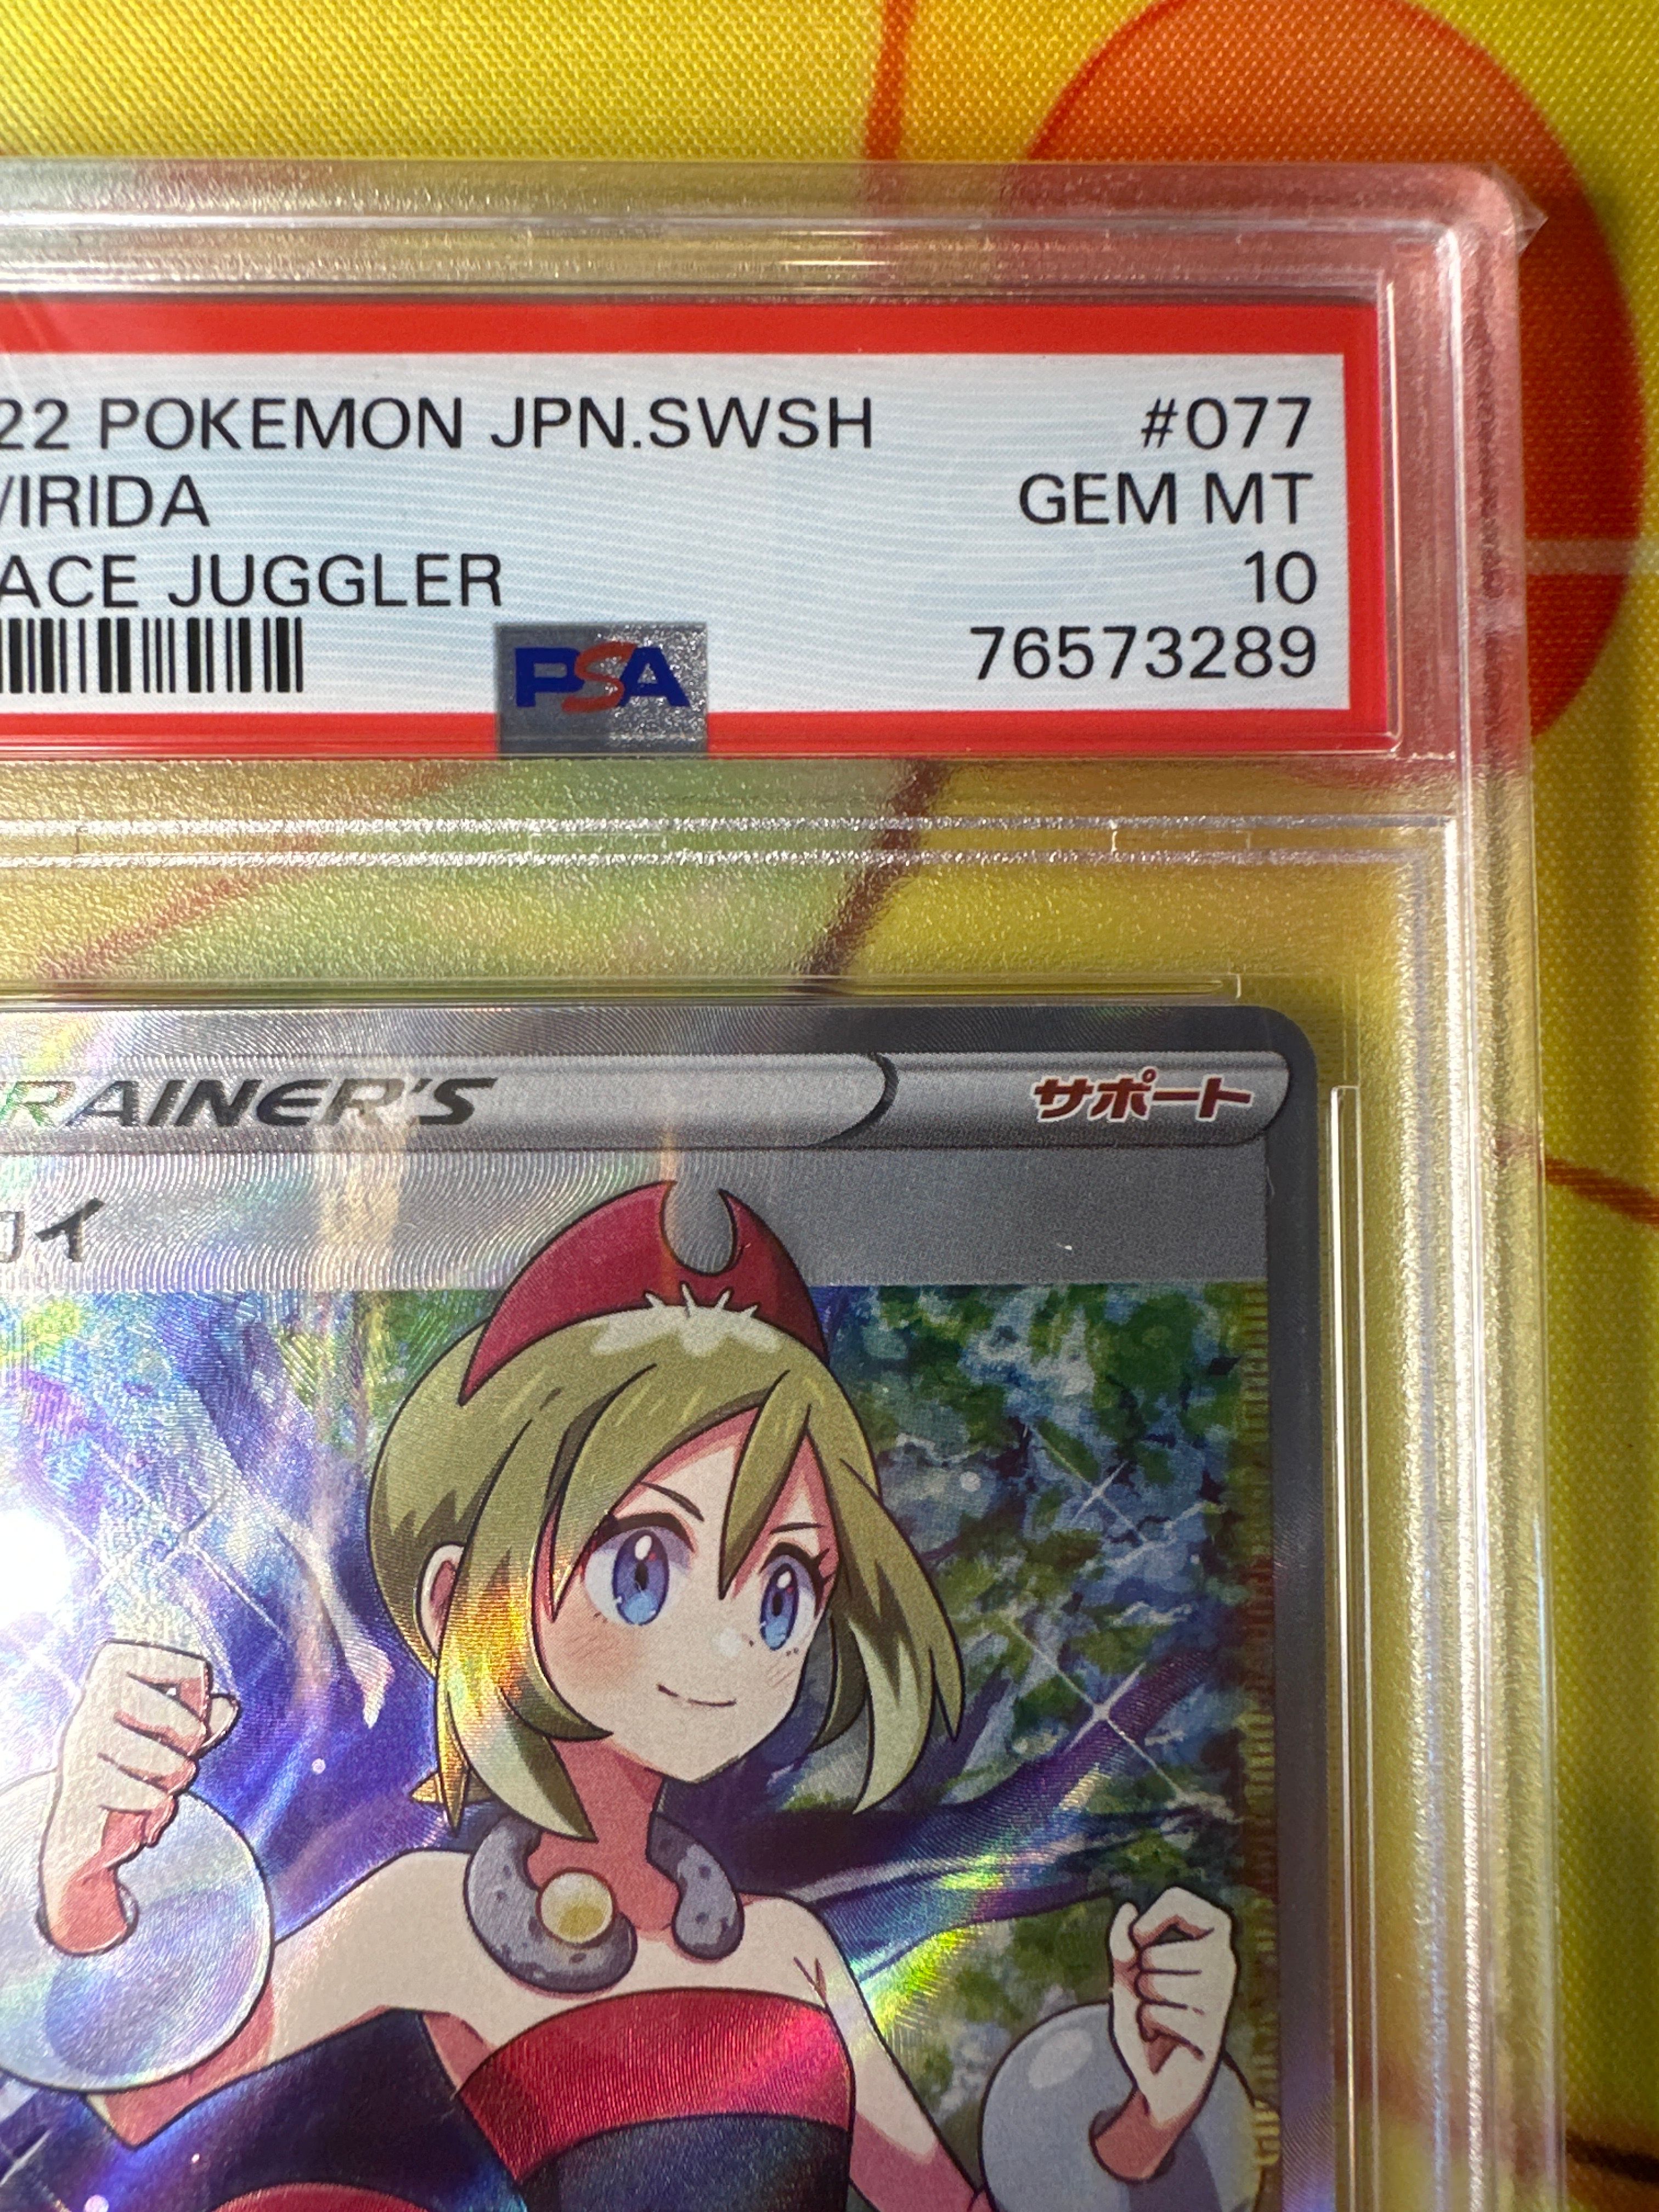 22 POKEMON JPN.SWSH #077
/IRIDA GEM MT
ACE JUGGLER 10
PSA 76573289
RAINER'S サポート
カイ